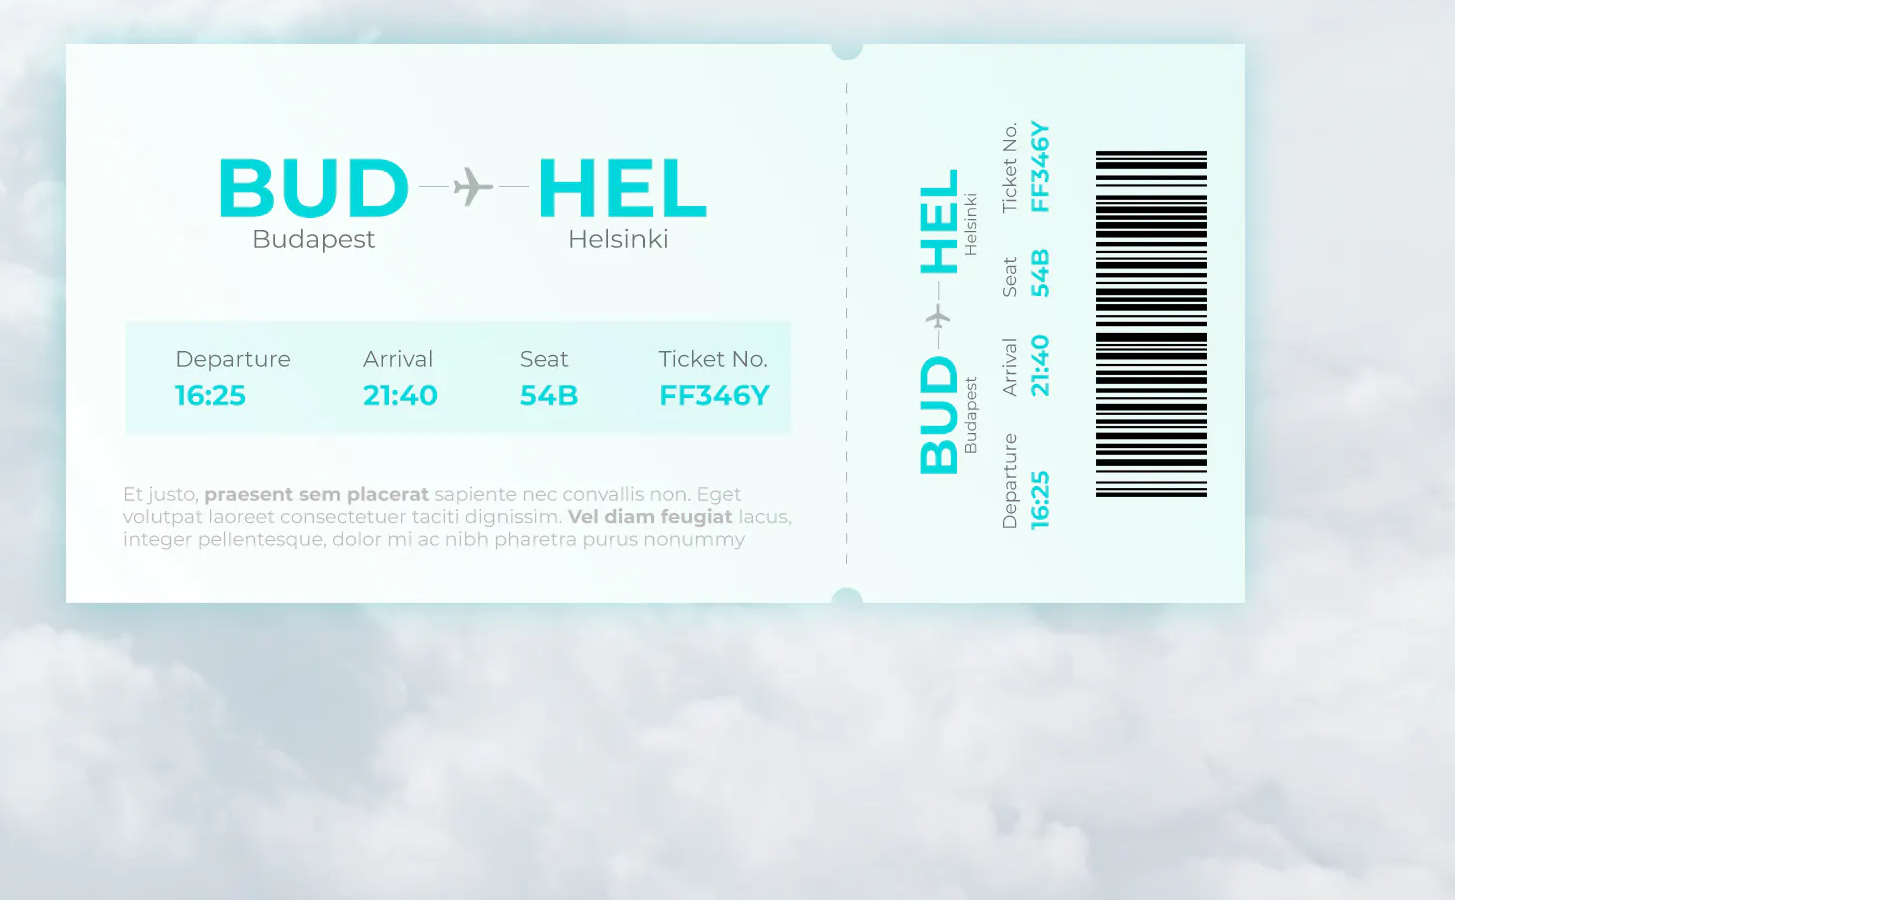 BUD HEL
Budapest Helsinki
Departure Arrival Seat Ticket No.
16:25 21:40 54B FF346Y
Et justo, praesent sem placerat sapiente nec convallis non. Eget
volutpat laoreet consectetuer taciti dignissim. Vel diam feugiat lacus,
integer pellentesque, dolor mi ac nibh pharetra purus nonummy
BUD HEL
Budapest Helsinki
Departure Arrival Seat Ticket No.
16:25 21:40 54B FF346Y